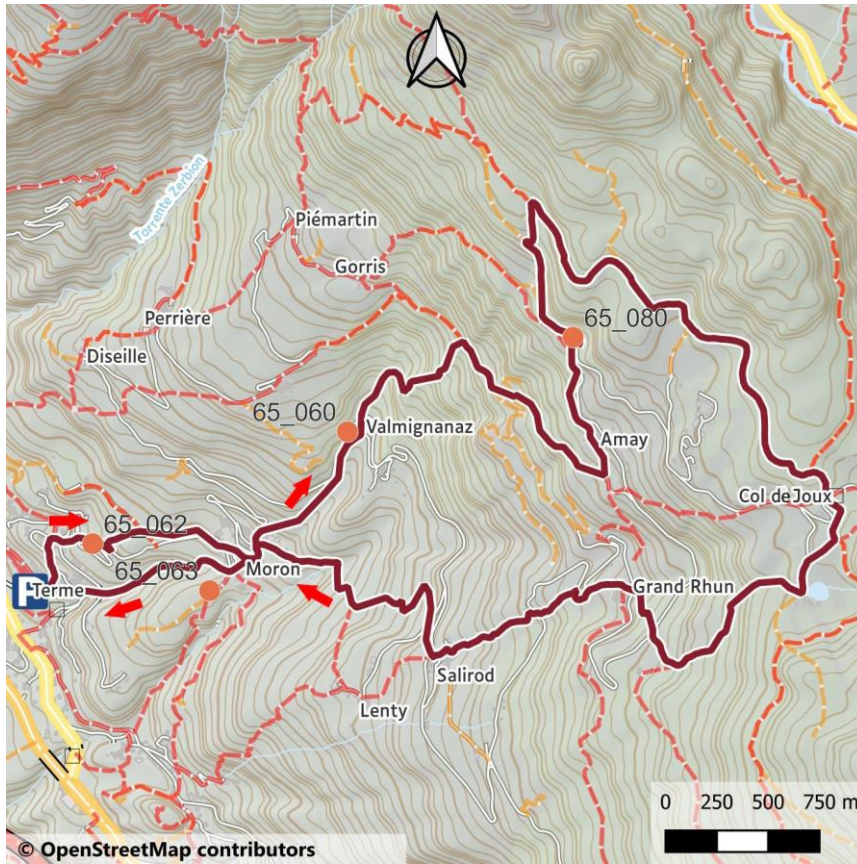 Torrente Zerbion
Piémartin
Gorris
Perrière
65_080
Diseille
65_060
Valmignanaz
Amay
Col de Joux
65_062
65_063
Moron
P
Terme
Grand Rhun
Salirod
Lenty
0 250 500 750 m
© OpenStreetMap contributors